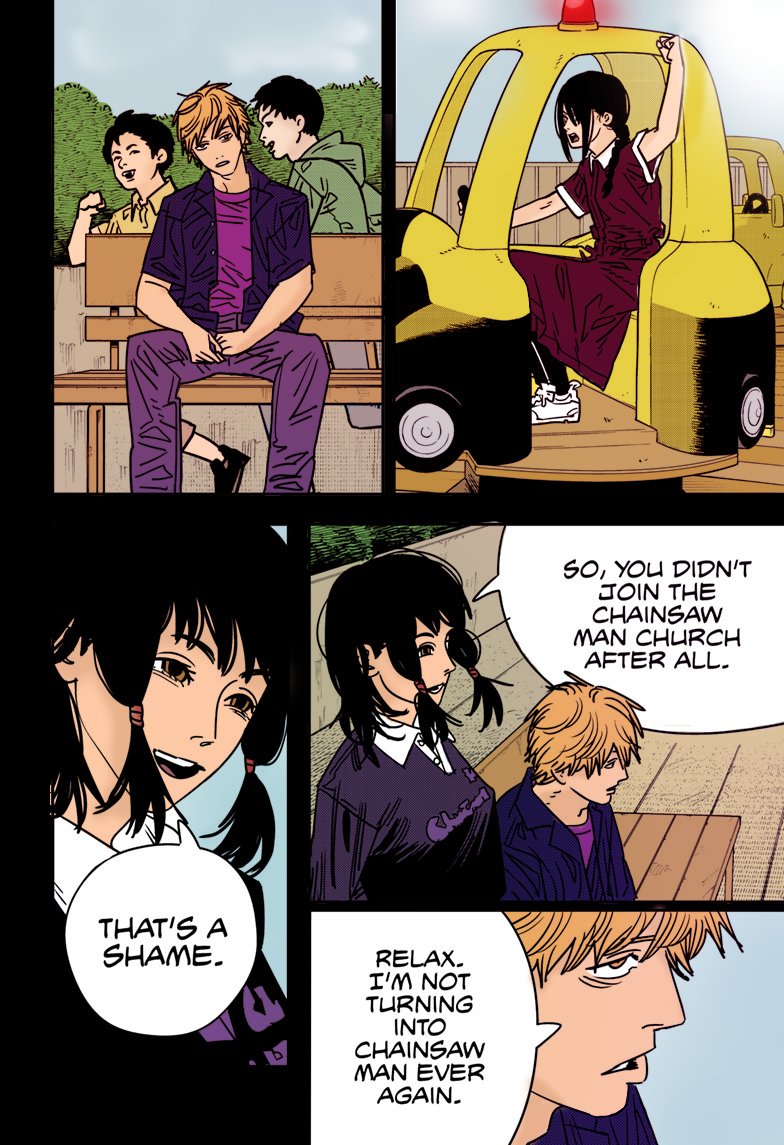 SO, YOU DIDN'T
JOIN THE
CHAINSAW
MAN CHURCH
AFTER ALL.
THAT'S A
SHAME.
RELAX.
I'M NOT
TURNING
INTO
CHAINSAW
MAN EVER
AGAIN.